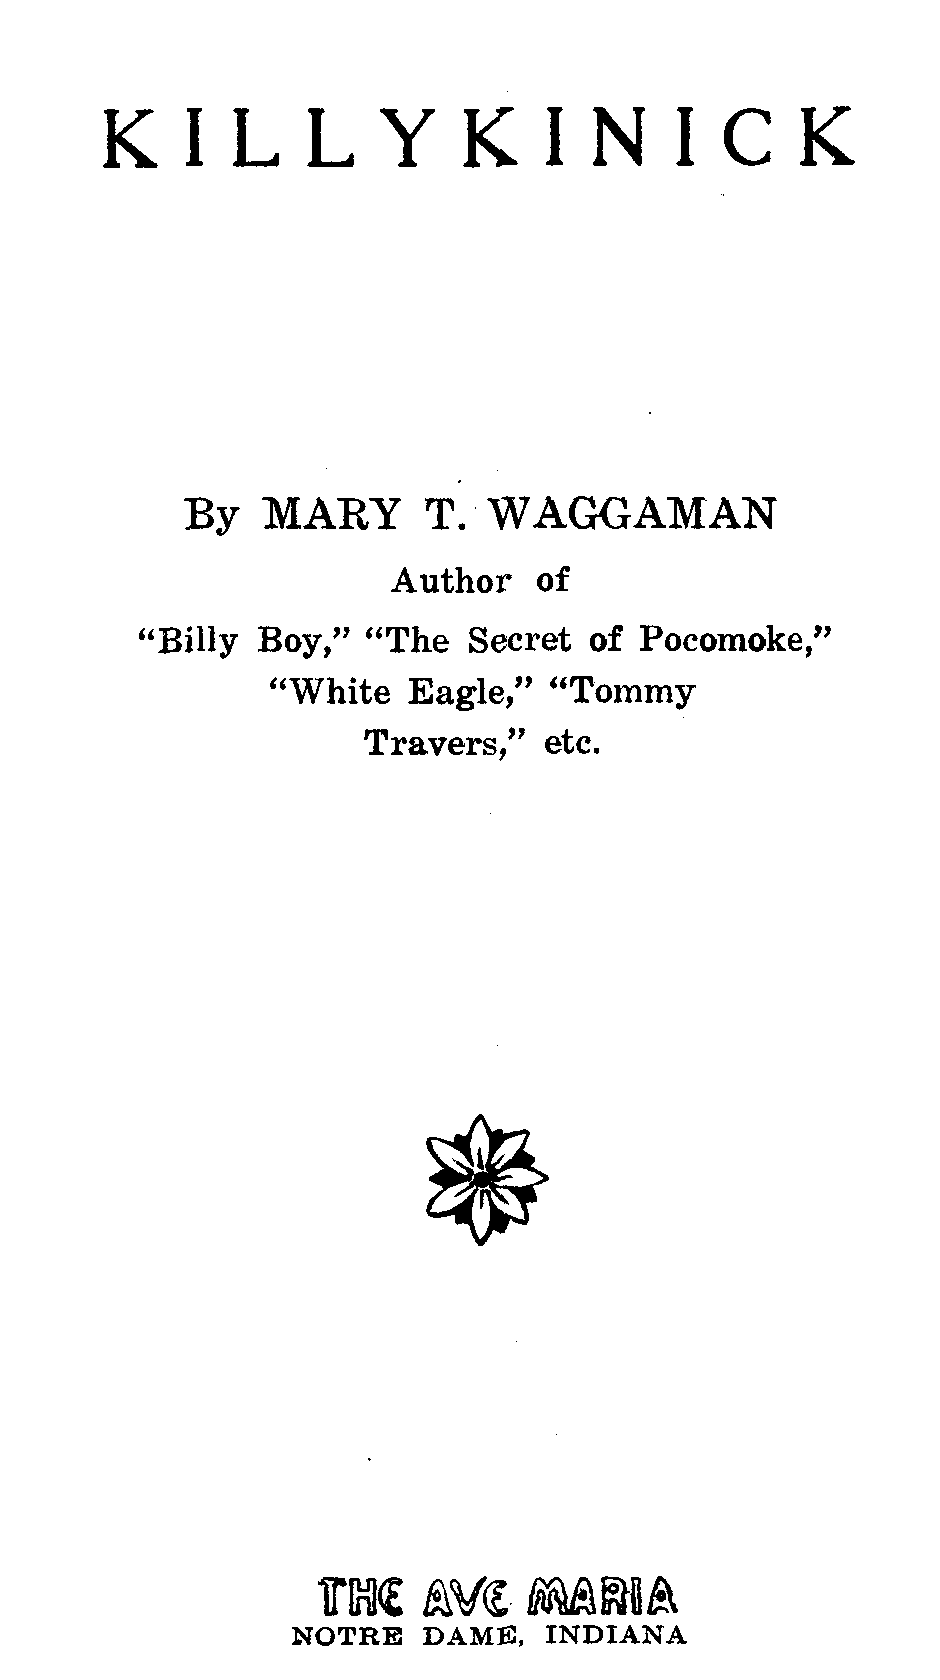 KILLYKINICK
By MARY T. WAGGAMAN
Author of
“Billy Boy,” “The Secret of Pocomoke,”
“White Eagle,” “Tommy
Travers,” etc.
THE AVE MARIA
NOTRE DAME, INDIANA